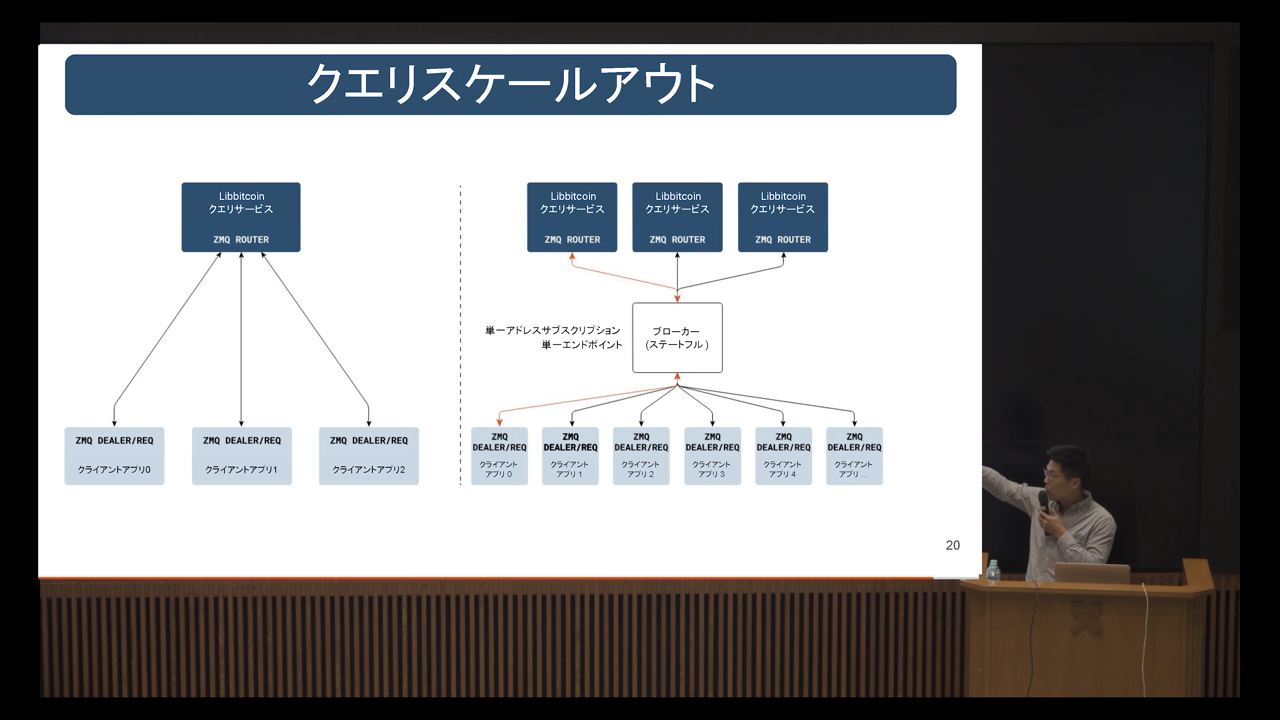 クエリスケールアウト
Libbitcoin
クエリサービス
ZMQ ROUTER
ZMQ DEALER/REQ
クライアントアプリ0
ZMQ DEALER/REQ
クライアントアプリ1
ZMQ DEALER/REQ
クライアントアプリ2
Libbitcoin
クエリサービス
ZMQ ROUTER
Libbitcoin
クエリサービス
ZMQ ROUTER
Libbitcoin
クエリサービス
ZMQ ROUTER
単一アドレスサブスクリプション
単一エンドポイント
ブローカー
(ステートフル)
ZMQ
DEALER/REQ
クライアント
アプリ 0
ZMQ
DEALER/REQ
クライアント
アプリ 1
ZMQ
DEALER/REQ
クライアント
アプリ 2
ZMQ
DEALER/REQ
クライアント
アプリ 3
ZMQ
DEALER/REQ
クライアント
アプリ 4
ZMQ
DEALER/REQ
クライアント
アプリ ...
20